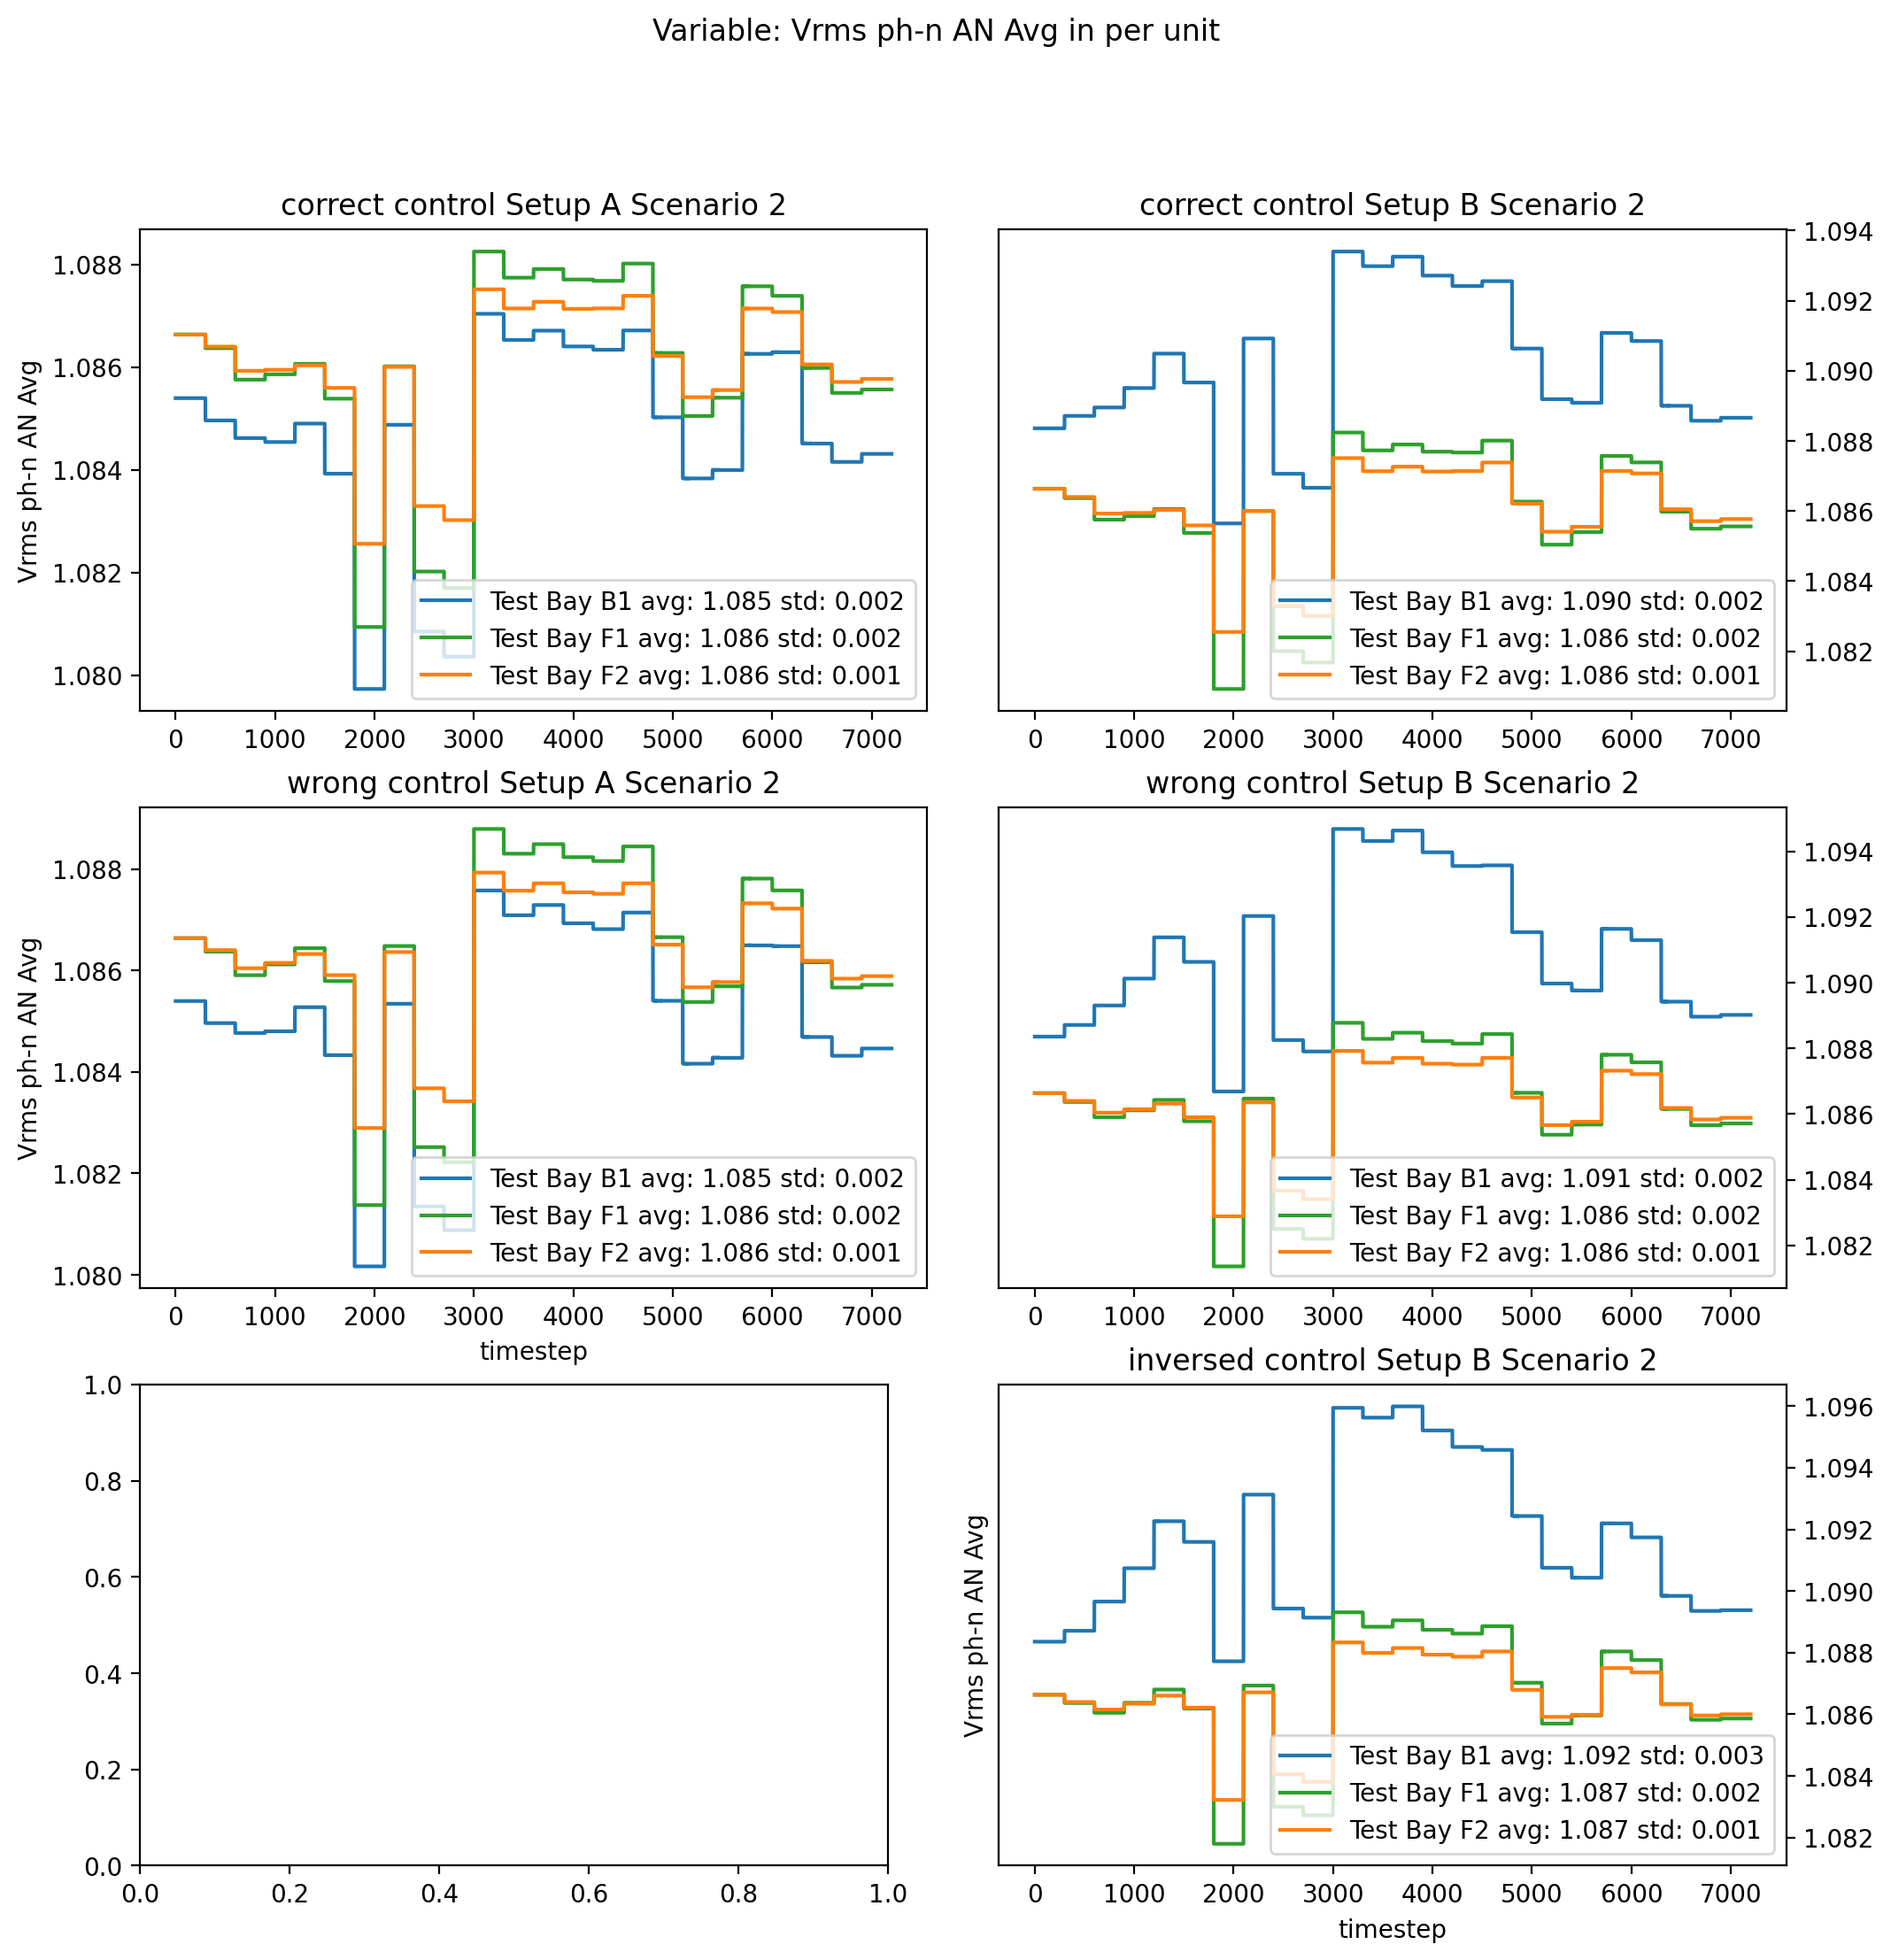 Variable: Vrms ph-n AN Avg in per unit
correct control Setup A Scenario 2
Vrms ph-n AN Avg
1.088
1.086
1.084
1.082
1.080
Test Bay B1 avg: 1.085 std: 0.002
Test Bay F1 avg: 1.086 std: 0.002
Test Bay F2 avg: 1.086 std: 0.001
0 1000 2000 3000 4000 5000 6000 7000
correct control Setup B Scenario 2
1.094
1.092
1.090
1.088
1.086
1.084
1.082
Test Bay B1 avg: 1.090 std: 0.002
Test Bay F1 avg: 1.086 std: 0.002
Test Bay F2 avg: 1.086 std: 0.001
0 1000 2000 3000 4000 5000 6000 7000
wrong control Setup A Scenario 2
Vrms ph-n AN Avg
1.088
1.086
1.084
1.082
1.080
Test Bay B1 avg: 1.085 std: 0.002
Test Bay F1 avg: 1.086 std: 0.002
Test Bay F2 avg: 1.086 std: 0.001
0 1000 2000 3000 4000 5000 6000 7000
timestep
wrong control Setup B Scenario 2
1.094
1.092
1.090
1.088
1.086
1.084
1.082
Test Bay B1 avg: 1.091 std: 0.002
Test Bay F1 avg: 1.086 std: 0.002
Test Bay F2 avg: 1.086 std: 0.001
0 1000 2000 3000 4000 5000 6000 7000
1.0
0.8
0.6
0.4
0.2
0.0
0.0 0.2 0.4 0.6 0.8 1.0
inversed control Setup B Scenario 2
Vrms ph-n AN Avg
1.096
1.094
1.092
1.090
1.088
1.086
1.084
1.082
Test Bay B1 avg: 1.092 std: 0.003
Test Bay F1 avg: 1.087 std: 0.002
Test Bay F2 avg: 1.087 std: 0.001
0 1000 2000 3000 4000 5000 6000 7000
timestep